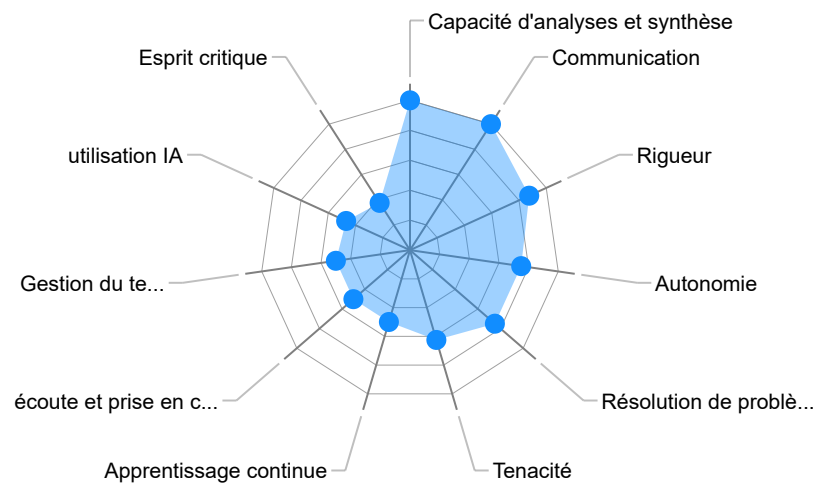 Capacité d'analyses et synthèse
Esprit critique
Communication
utilisation IA
Rigueur
Gestion du te...
Autonomie
écoute et prise en c...
Résolution de problè...
Apprentissage continue
Tenacité